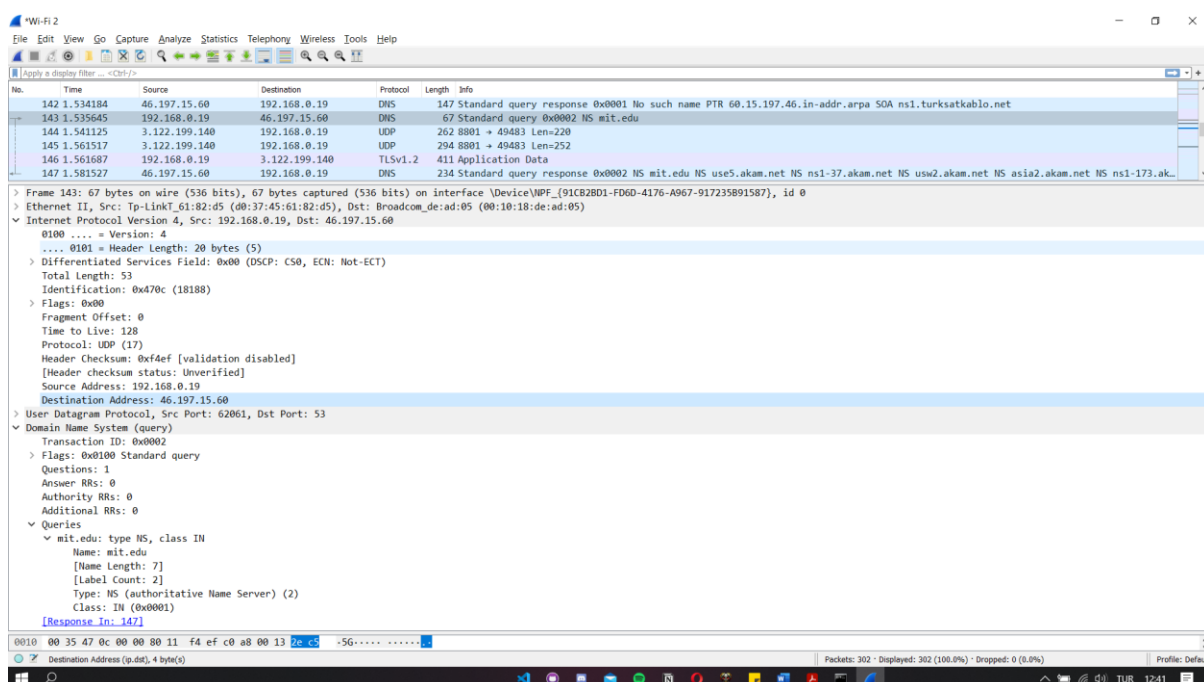 *Wi-Fi 2
File Edit View Go Capture Analyze Statistics Telephony Wireless Tools Help
Apply a display filter ... <Ctrl-/>
No. Time Source Destination Protocol Length Info
142 1.534184 46.197.15.60 192.168.0.19 DNS 147 Standard query response 0x0001 No such name PTR 60.15.197.46.in-addr.arpa SOA ns1.turksatkablo.net
143 1.535645 192.168.0.19 46.197.15.60 DNS 67 Standard query 0x0002 NS mit.edu
144 1.541125 3.122.199.140 192.168.0.19 UDP 262 8801 → 49483 Len=220
145 1.561517 3.122.199.140 192.168.0.19 UDP 294 8801 → 49483 Len=252
146 1.561687 192.168.0.19 3.122.199.140 TLSv1.2 411 Application Data
147 1.581527 46.197.15.60 192.168.0.19 DNS 234 Standard query response 0x0002 NS mit.edu NS use5.akam.net NS ns1-37.akam.net NS usw2.akam.net NS asia2.akam.net NS ns1-173.ak...
Frame 143: 67 bytes on wire (536 bits), 67 bytes captured (536 bits) on interface \Device\NPF_{91CB2BD1-FD6D-4176-A967-917235B91587}, id 0
Ethernet II, Src: Tp-LinkT_61:82:d5 (d0:37:45:61:82:d5), Dst: Broadcom_de:ad:05 (00:10:18:de:ad:05)
Internet Protocol Version 4, Src: 192.168.0.19, Dst: 46.197.15.60
0100 .... = Version: 4
.... 0101 = Header Length: 20 bytes (5)
Differentiated Services Field: 0x00 (DSCP: CS0, ECN: Not-ECT)
Total Length: 53
Identification: 0x470c (18188)
Flags: 0x00
Fragment Offset: 0
Time to Live: 128
Protocol: UDP (17)
Header Checksum: 0xf4ef [validation disabled]
[Header checksum status: Unverified]
Source Address: 192.168.0.19
Destination Address: 46.197.15.60
User Datagram Protocol, Src Port: 62061, Dst Port: 53
Domain Name System (query)
Transaction ID: 0x0002
Flags: 0x0100 Standard query
Questions: 1
Answer RRs: 0
Authority RRs: 0
Additional RRs: 0
Queries
mit.edu: type NS, class IN
Name: mit.edu
[Name Length: 7]
[Label Count: 2]
Type: NS (authoritative Name Server) (2)
Class: IN (0x0001)
[Response In: 147]
0010 00 35 47 0c 00 00 80 11 f4 ef c0 a8 00 13 2e c5 ·5G····· ······.·
Destination Address (ip.dst), 4 byte(s) Packets: 302 · Displayed: 302 (100.0%) · Dropped: 0 (0.0%) Profile: Defau
TUR 12:41